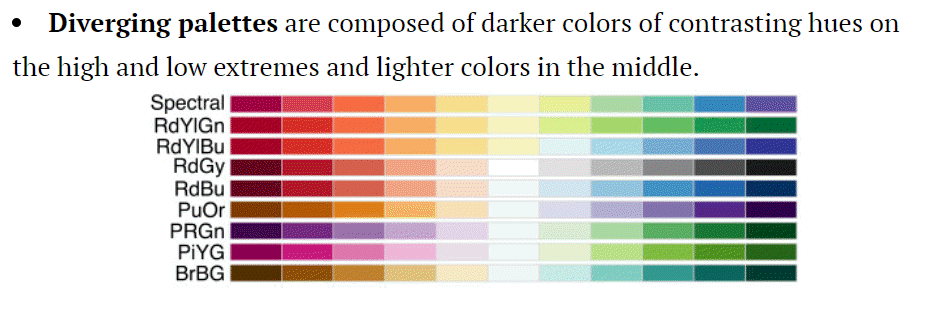 • Diverging palettes are composed of darker colors of contrasting hues on
the high and low extremes and lighter colors in the middle.
Spectral
RdYlGn
RdYlBu
RdGy
RdBu
PuOr
PRGn
PiYG
BrBG